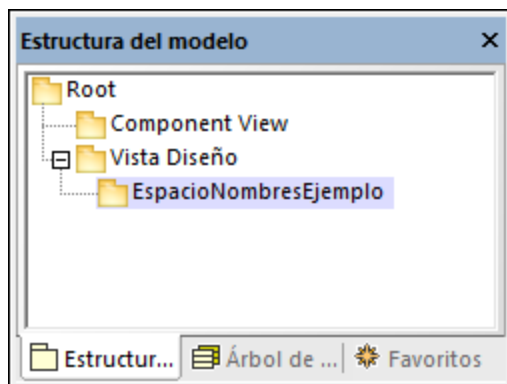 Estructura del modelo
Root
Component View
Vista Diseño
EspacioNombresEjemplo
Estructur... Árbol de ... Favoritos